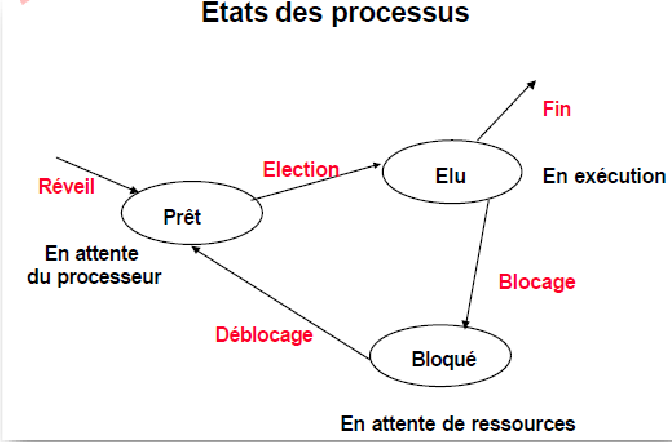 Etats des processus
Fin
Réveil
Election
Elu
En exécution
Prêt
En attente
du processeur
Blocage
Déblocage
Bloqué
En attente de ressources